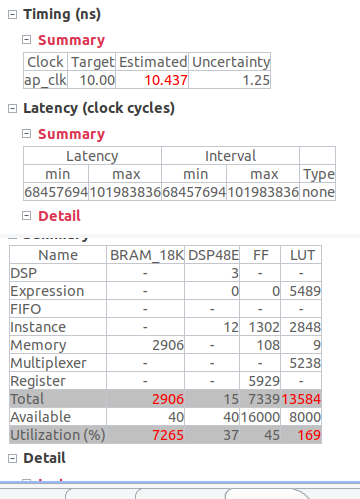 Timing (ns)
Summary
Clock Target Estimated Uncertainty
ap_clk 10.00 10.437 1.25
Latency (clock cycles)
Summary
Latency Interval
min max min max Type
68457694 101983836 68457694 101983836 none
Detail
Name BRAM_18K DSP48E FF LUT
DSP - 3 - -
Expression - 0 0 5489
FIFO - - - -
Instance - 12 1302 2848
Memory 2906 - 108 9
Multiplexer - - - 5238
Register - - 5929 -
Total 2906 15 7339 13584
Available 40 40 16000 8000
Utilization (%) 7265 37 45 169
Detail